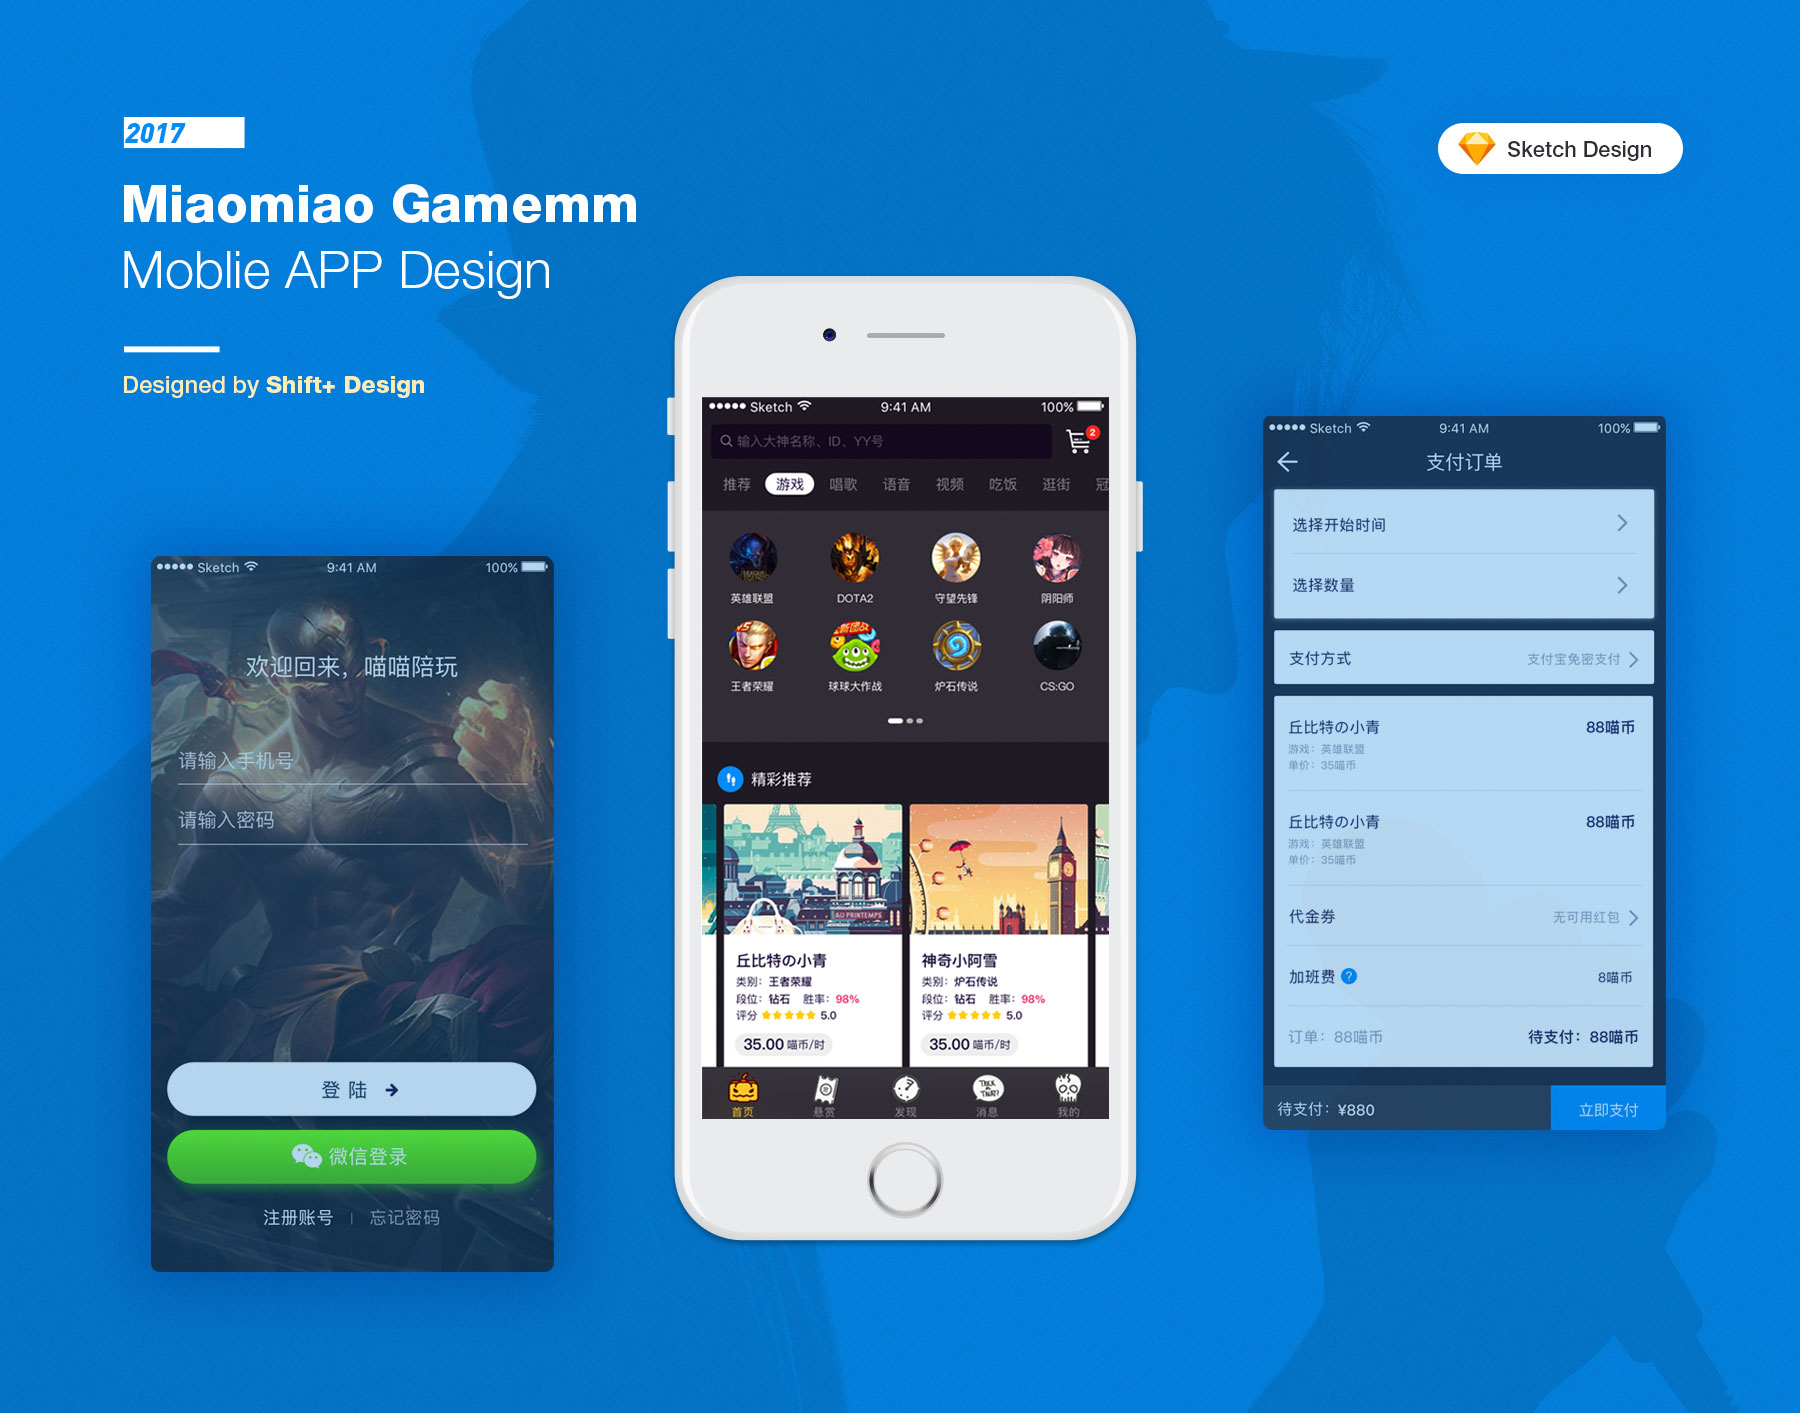 2017
Miaomiao Gamemm
Moblie APP Design
Designed by Shift+ Design
Sketch Design
Sketch 9:41 AM 100%
欢迎回来，喵喵陪玩
请输入手机号
请输入密码
登 陆
微信登录
注册账号 | 忘记密码
Sketch 9:41 AM 100%
输入大神名称、ID、YY号
2
推荐 游戏 唱歌 语音 视频 吃饭 逛街 冠
英雄联盟 DOTA2 守望先锋 阴阳师
王者荣耀 球球大作战 炉石传说 CS:GO
精彩推荐
AU PRINTEMPS
丘比特の小青
类别：王者荣耀
段位：钻石 胜率：98%
评分 5.0
35.00 喵币/时
神奇小阿雪
类别：炉石传说
段位：钻石 胜率：98%
评分 5.0
35.00 喵币/时
TRICK OR TREAT?
首页 悬赏 发现 消息 我的
Sketch 9:41 AM 100%
支付订单
选择开始时间
选择数量
支付方式 支付宝免密支付
丘比特の小青 88喵币
游戏：英雄联盟
单价：35喵币
丘比特の小青 88喵币
游戏：英雄联盟
单价：35喵币
代金券 无可用红包
加班费 ? 8喵币
订单：88喵币 待支付：88喵币
待支付：¥880 立即支付